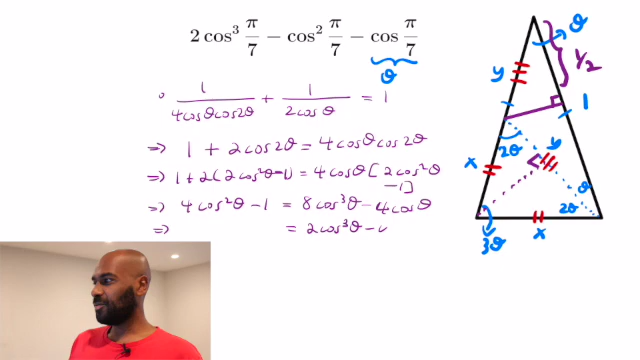 2 cos³ π/7 − cos² π/7 − cos π/7
θ
1/(4cosθcos2θ) + 1/(2cosθ) = 1
⇒ 1 + 2cos2θ = 4cosθcos2θ
⇒ 1+2(2cos²θ−1) = 4cosθ[2cos²θ −1]
⇒ 4cos²θ − 1 = 8cos³θ − 4cosθ
⇒ = 2cos³θ −
θ
1/2
y
1
2θ
y
x
θ
2θ
3θ
x